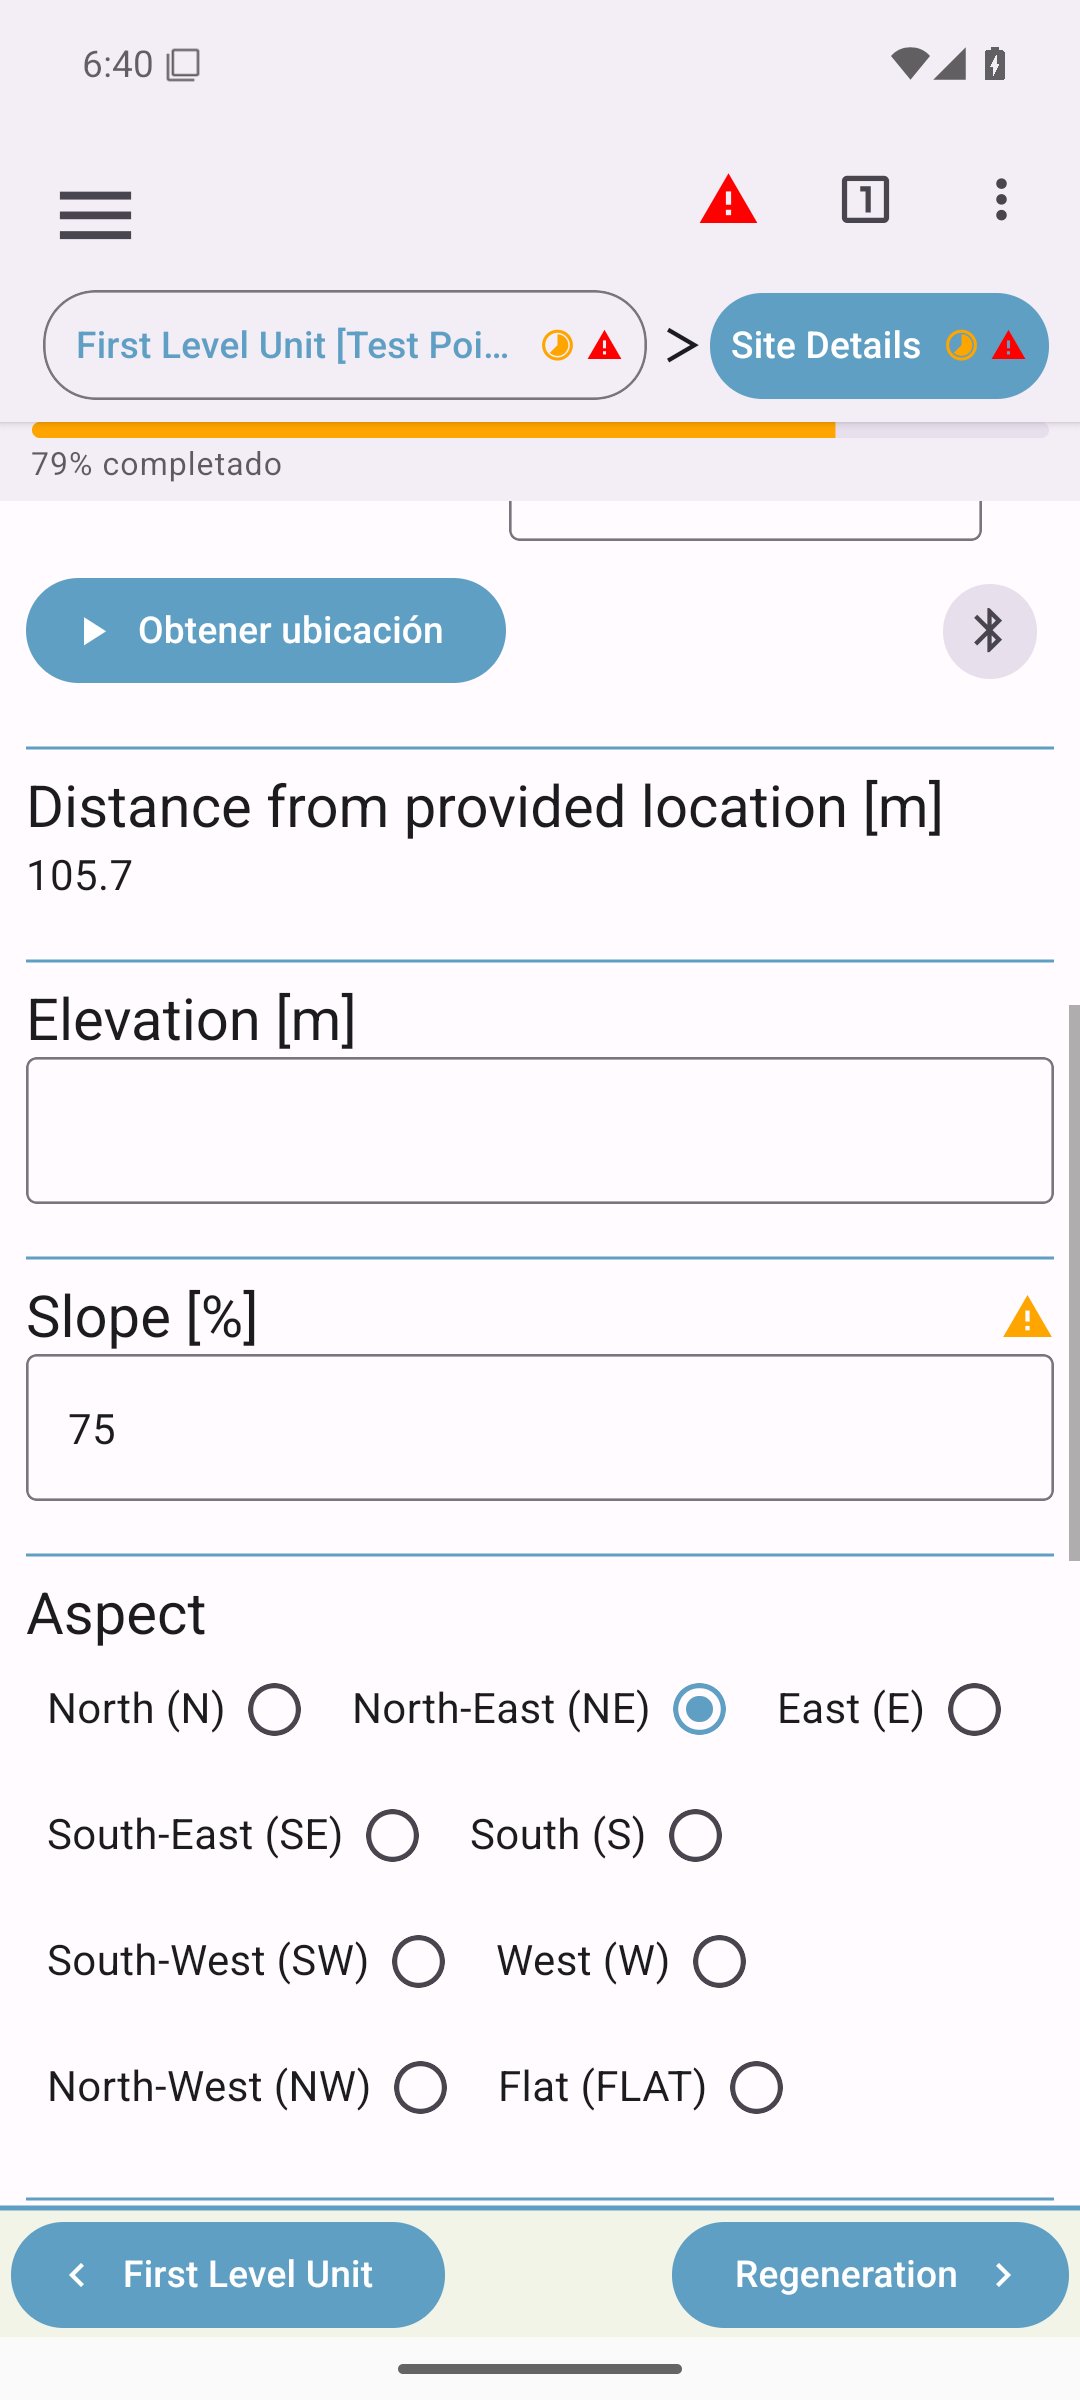 6:40
1
First Level Unit [Test Poi... > Site Details
79% completado
Obtener ubicación
Distance from provided location [m]
105.7
Elevation [m]
Slope [%]
75
Aspect
North (N) North-East (NE) East (E)
South-East (SE) South (S)
South-West (SW) West (W)
North-West (NW) Flat (FLAT)
First Level Unit Regeneration